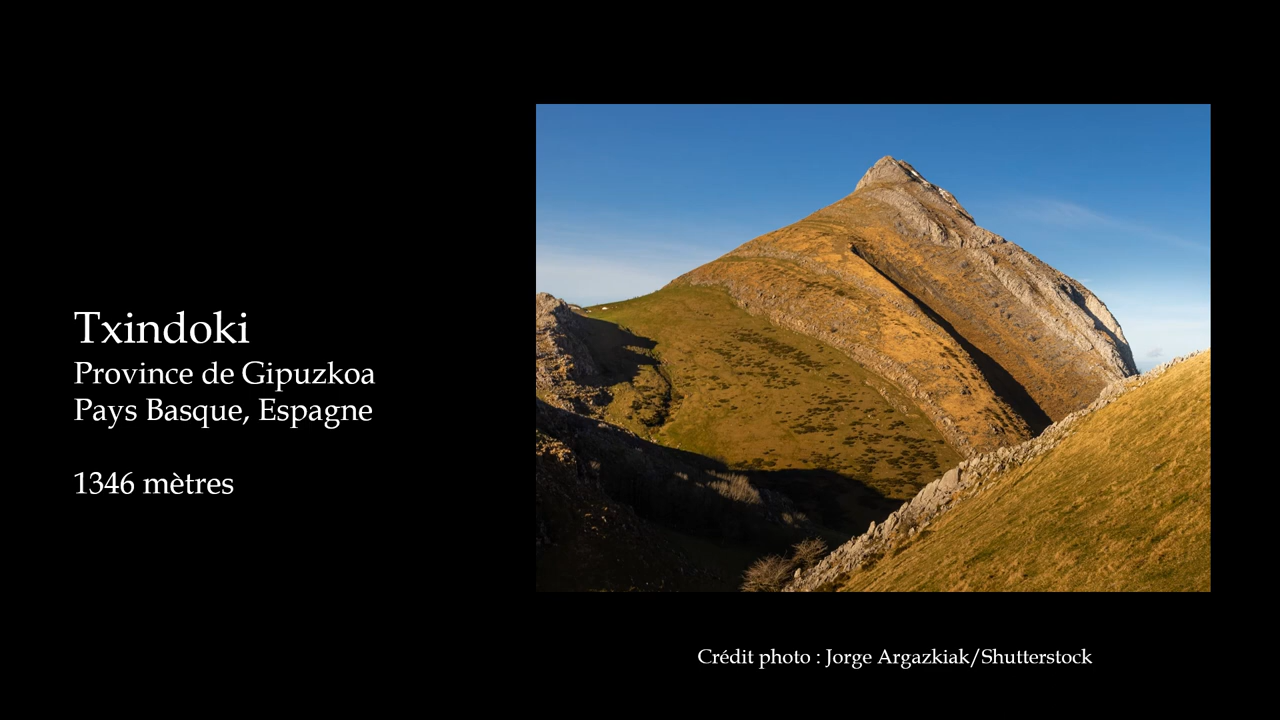 Txindoki
Province de Gipuzkoa
Pays Basque, Espagne
1346 mètres
Crédit photo : Jorge Argazkiak/Shutterstock